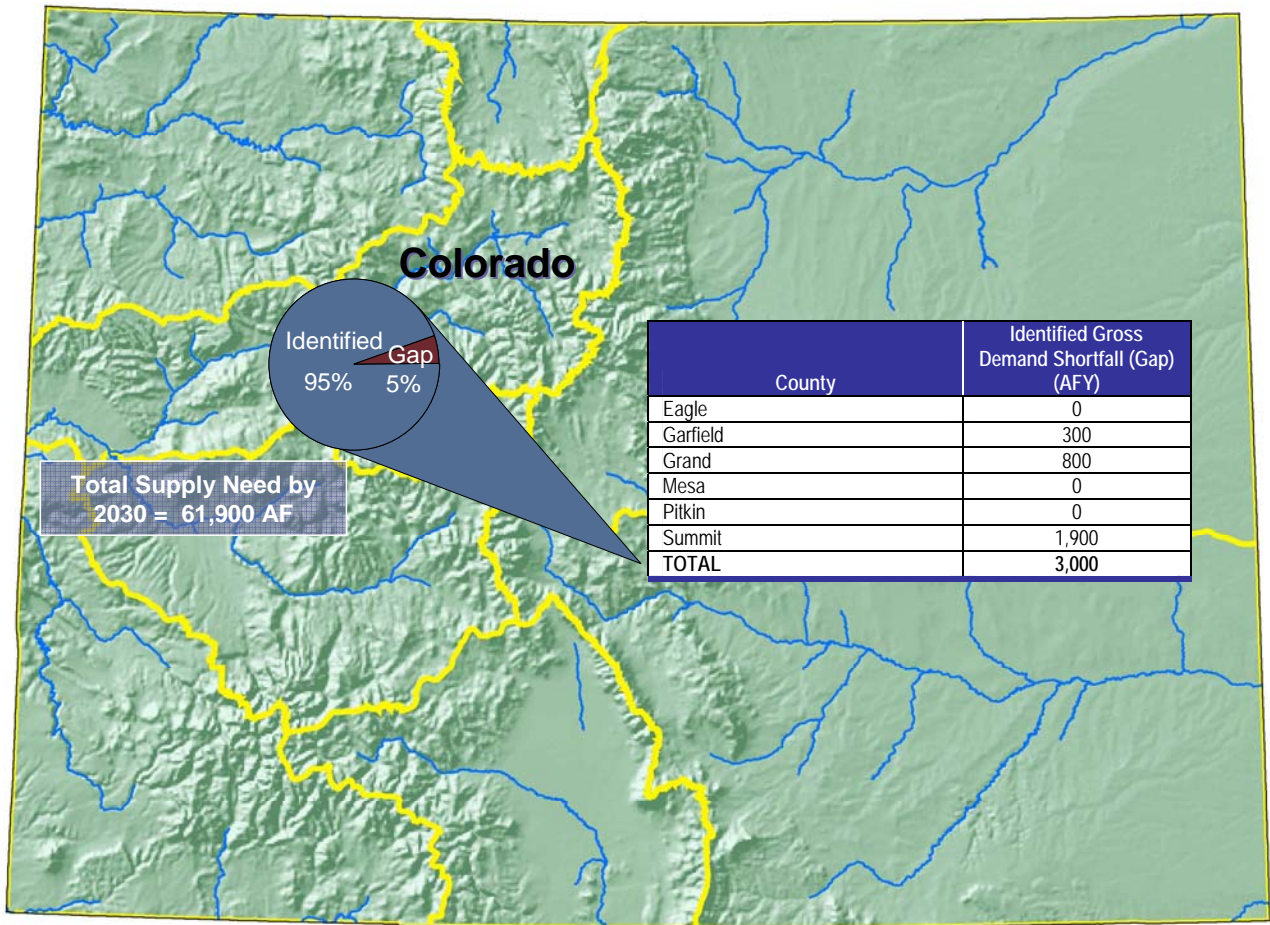 Colorado
Identified
Gap
95%
5%
Total Supply Need by
2030 = 61,900 AF
County
Identified Gross
Demand Shortfall (Gap)
(AFY)
Eagle 0
Garfield 300
Grand 800
Mesa 0
Pitkin 0
Summit 1,900
TOTAL 3,000